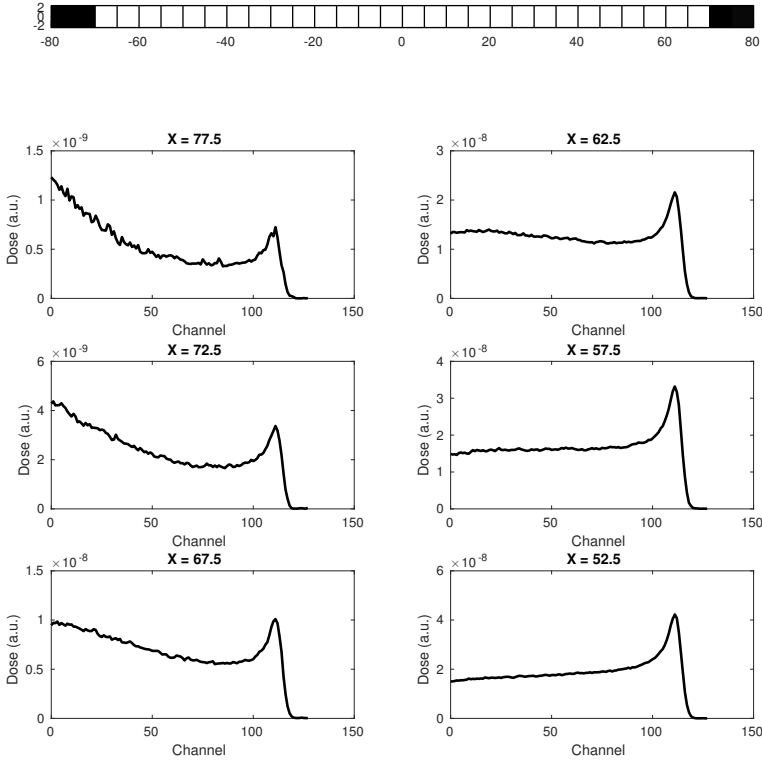 2
0
-2
-80 -60 -40 -20 0 20 40 60 80
X = 77.5
×10^-9
1.5
1
0.5
0
Dose (a.u.)
0 50 100 150
Channel
X = 62.5
×10^-8
3
2
1
0
Dose (a.u.)
0 50 100 150
Channel
X = 72.5
×10^-9
6
4
2
0
Dose (a.u.)
0 50 100 150
Channel
X = 57.5
×10^-8
4
3
2
1
0
Dose (a.u.)
0 50 100 150
Channel
X = 67.5
×10^-8
1.5
1
0.5
0
Dose (a.u.)
0 50 100 150
Channel
X = 52.5
×10^-8
6
4
2
0
Dose (a.u.)
0 50 100 150
Channel